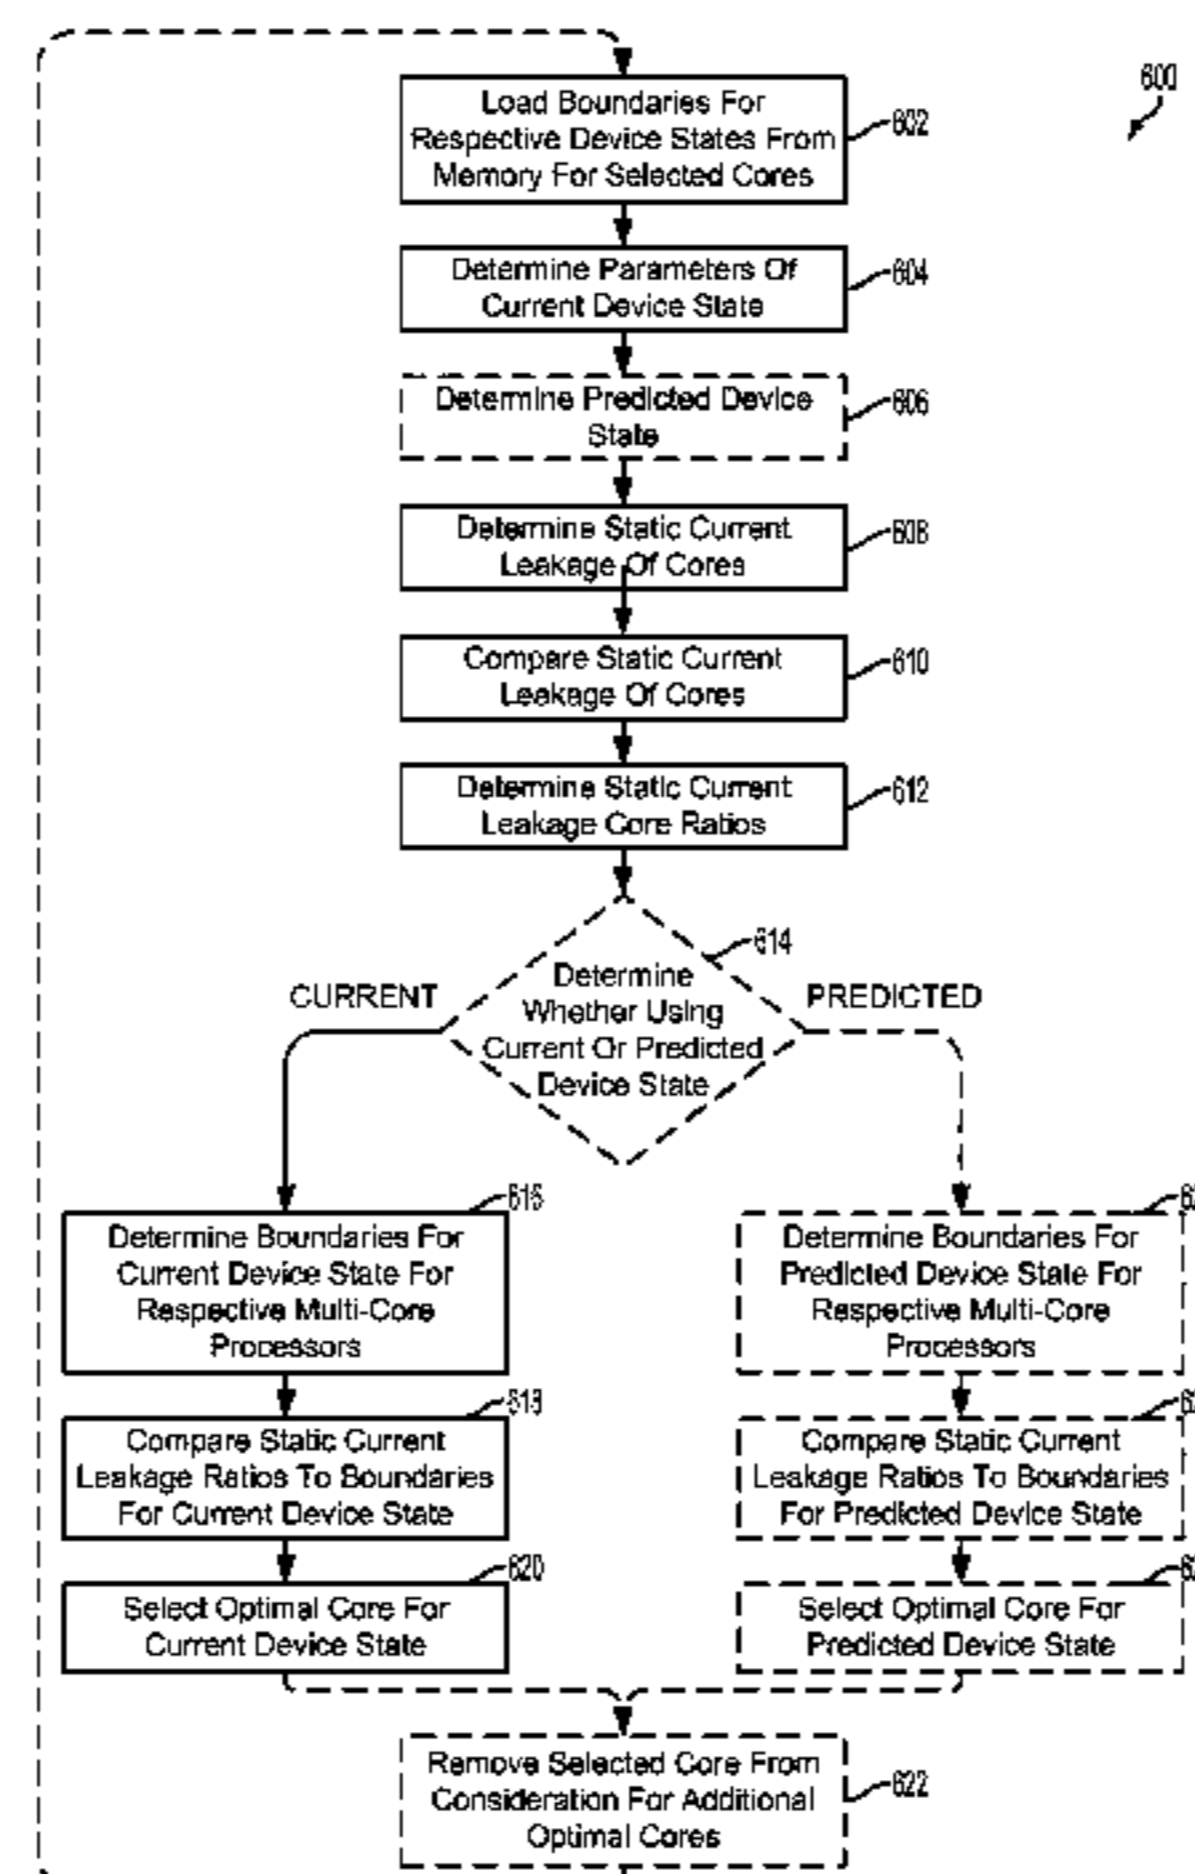 600
Load Boundaries For
Respective Device States From
Memory For Selected Cores
602
Determine Parameters Of
Current Device State
604
Determine Predicted Device
State
606
Determine Static Current
Leakage Of Cores
608
Compare Static Current
Leakage Of Cores
610
Determine Static Current
Leakage Core Ratios
612
614
Determine
Whether Using
Current Or Predicted
Device State
CURRENT
PREDICTED
616
Determine Boundaries For
Current Device State For
Respective Multi-Core
Processors
Determine Boundaries For
Predicted Device State For
Respective Multi-Core
Processors
618
Compare Static Current
Leakage Ratios To Boundaries
For Current Device State
Compare Static Current
Leakage Ratios To Boundaries
For Predicted Device State
620
Select Optimal Core For
Current Device State
Select Optimal Core For
Predicted Device State
Remove Selected Core From
Consideration For Additional
Optimal Cores
622